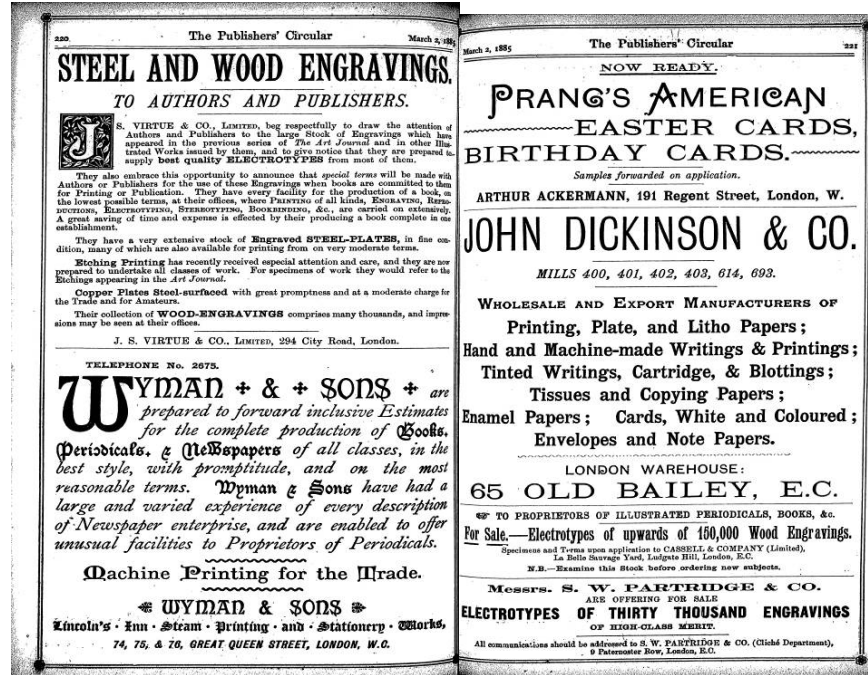 220
The Publishers' Circular
March 2, 1885
STEEL AND WOOD ENGRAVINGS.
TO AUTHORS AND PUBLISHERS.
J. S. VIRTUE & CO., LIMITED, beg respectfully to draw the attention of
Authors and Publishers to the large Stock of Engravings which have
appeared in the previous series of The Art Journal and in other Illus-
trated Works issued by them, and to give notice that they are prepared to
supply best quality ELECTROTYPES from most of them.
They also embrace this opportunity to announce that special terms will be made with
Authors or Publishers for the use of these Engravings when books are committed to them
for Printing or Publication. They have every facility for the production of a book, on
the lowest possible terms, at their offices, where PRINTING of all kinds, ENGRAVING, REPRO-
DUCTIONS, ELECTROTYPING, STEREOTYPING, BOOKBINDING, &c., are carried on extensively.
A great saving of time and expense is effected by their producing a book complete in one
establishment.
They have a very extensive stock of Engraved STEEL-PLATES, in fine con-
dition, many of which are also available for printing from on very moderate terms.
Etching Printing has recently received especial attention and care, and they are now
prepared to undertake all classes of work. For specimens of work they would refer to the
Etchings appearing in the Art Journal.
Copper Plates Steel-surfaced with great promptness and at a moderate charge for
the Trade and for Amateurs.
Their collection of WOOD-ENGRAVINGS comprises many thousands, and impres-
sions may be seen at their offices.
J. S. VIRTUE & CO., LIMITED, 294 City Road, London.
TELEPHONE No. 2675.
WYMAN & SONS are
prepared to forward inclusive Estimates
for the complete production of Books,
Periodicals, & Newspapers of all classes, in the
best style, with promptitude, and on the most
reasonable terms. Wyman & Sons have had a
large and varied experience of every description
of Newspaper enterprise, and are enabled to offer
unusual facilities to Proprietors of Periodicals.
Machine Printing for the Trade.
WYMAN & SONS
Lincoln's · Inn · Steam · Printing · and · Stationery · Works,
74, 75, & 76, GREAT QUEEN STREET, LONDON, W.C.
March 2, 1885
The Publishers' Circular
221
NOW READY.
PRANG'S AMERICAN
EASTER CARDS,
BIRTHDAY CARDS.
Samples forwarded on application.
ARTHUR ACKERMANN, 191 Regent Street, London, W.
JOHN DICKINSON & CO.
MILLS 400, 401, 402, 403, 614, 693.
WHOLESALE AND EXPORT MANUFACTURERS OF
Printing, Plate, and Litho Papers;
Hand and Machine-made Writings & Printings;
Tinted Writings, Cartridge, & Blottings;
Tissues and Copying Papers;
Enamel Papers; Cards, White and Coloured;
Envelopes and Note Papers.
LONDON WAREHOUSE:
65 OLD BAILEY, E.C.
☞ TO PROPRIETORS OF ILLUSTRATED PERIODICALS, BOOKS, &c.
For Sale.—Electrotypes of upwards of 150,000 Wood Engravings.
Specimens and Terms upon application to CASSELL & COMPANY (Limited),
La Belle Sauvage Yard, Ludgate Hill, London, E.C.
N.B.—Examine this Stock before ordering new subjects.
Messrs. S. W. PARTRIDGE & CO.
ARE OFFERING FOR SALE
ELECTROTYPES OF THIRTY THOUSAND ENGRAVINGS
OF HIGH-CLASS MERIT.
All communications should be addressed to S. W. PARTRIDGE & CO. (Cliché Department),
9 Paternoster Row, London, E.C.